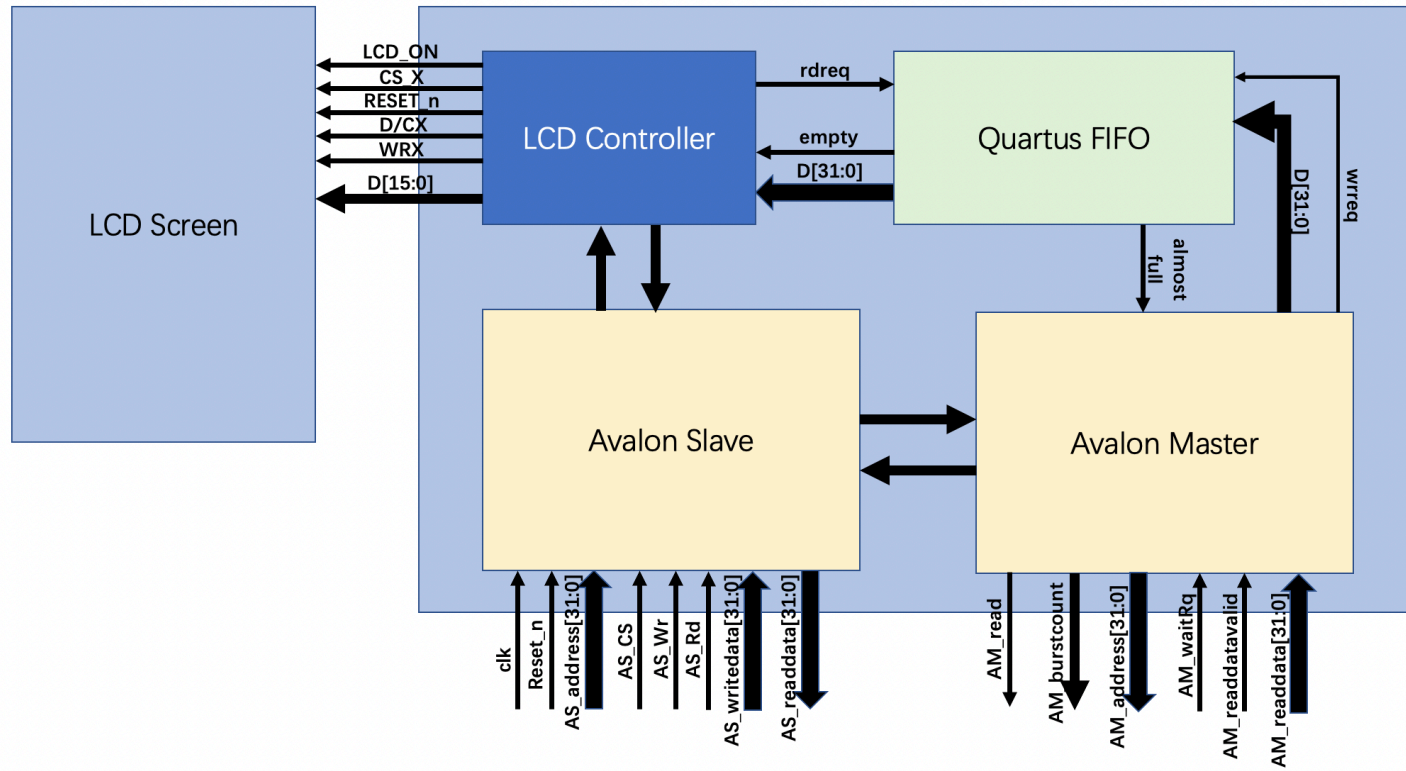 LCD_ON
CS_X
RESET_n
D/CX
WRX
D[15:0]
LCD Screen
LCD Controller
rdreq
empty
D[31:0]
Quartus FIFO
wrreq
D[31:0]
almost
full
Avalon Slave
Avalon Master
clk
Reset_n
AS_address[31:0]
AS_CS
AS_Wr
AS_Rd
AS_writedata[31:0]
AS_readdata[31:0]
AM_read
AM_burstcount
AM_address[31:0]
AM_waitRq
AM_readdatavalid
AM_readdata[31:0]